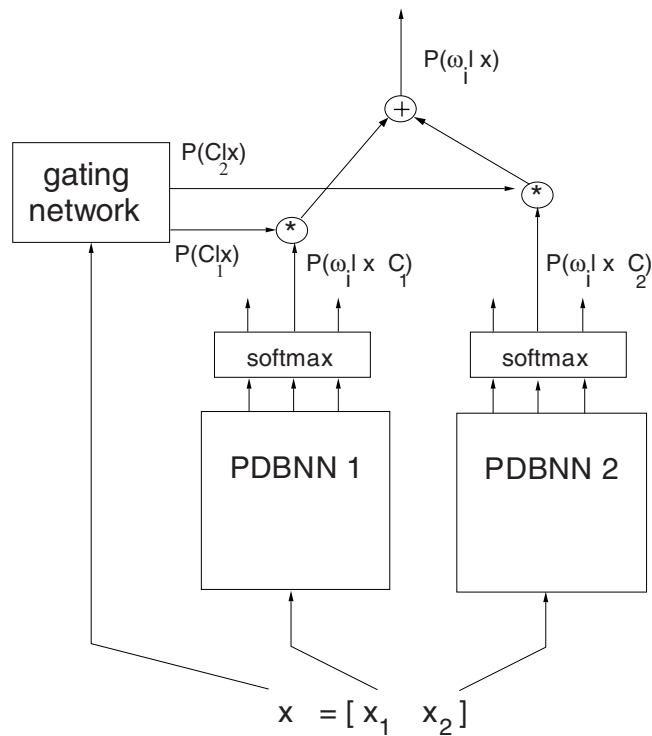 P(ω_i | x)
+
P(C_2|x)
gating
network
*
*
P(C_1|x)
P(ω_i | x C_1)
P(ω_i | x C_2)
softmax
softmax
PDBNN 1
PDBNN 2
x = [ x_1 x_2 ]